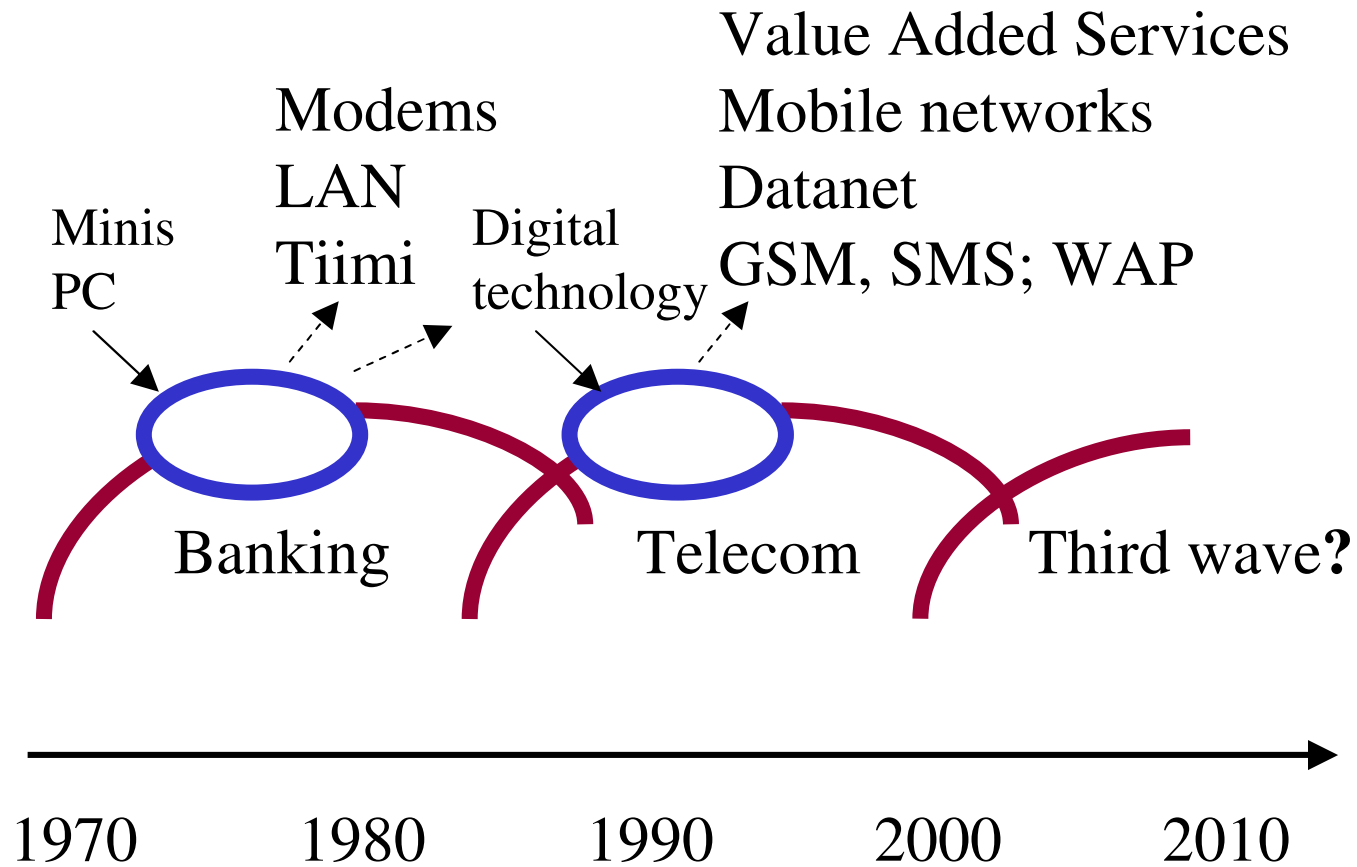 Value Added Services
Mobile networks
Datanet
GSM, SMS; WAP
Modems
LAN
Tiimi
Minis
PC
Digital
technology
Banking
Telecom
Third wave?
1970
1980
1990
2000
2010